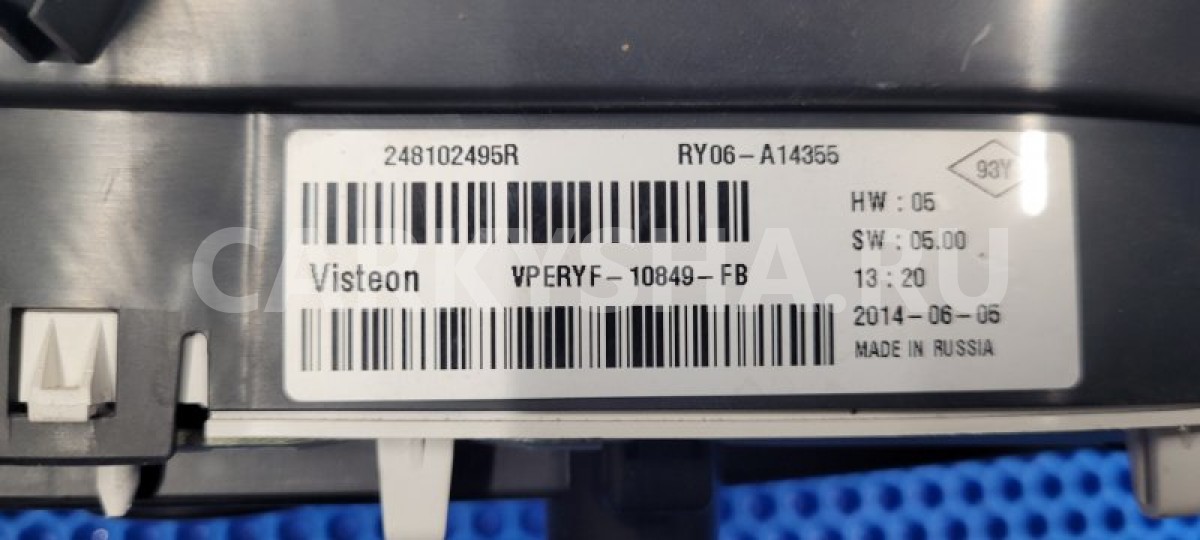 248102495R RY06-A14355
93Y
HW : 05
SW : 05.00
Visteon VPERYF-10849-FB
13 : 20
2014-06-05
MADE IN RUSSIA
CARKYSHA.RU